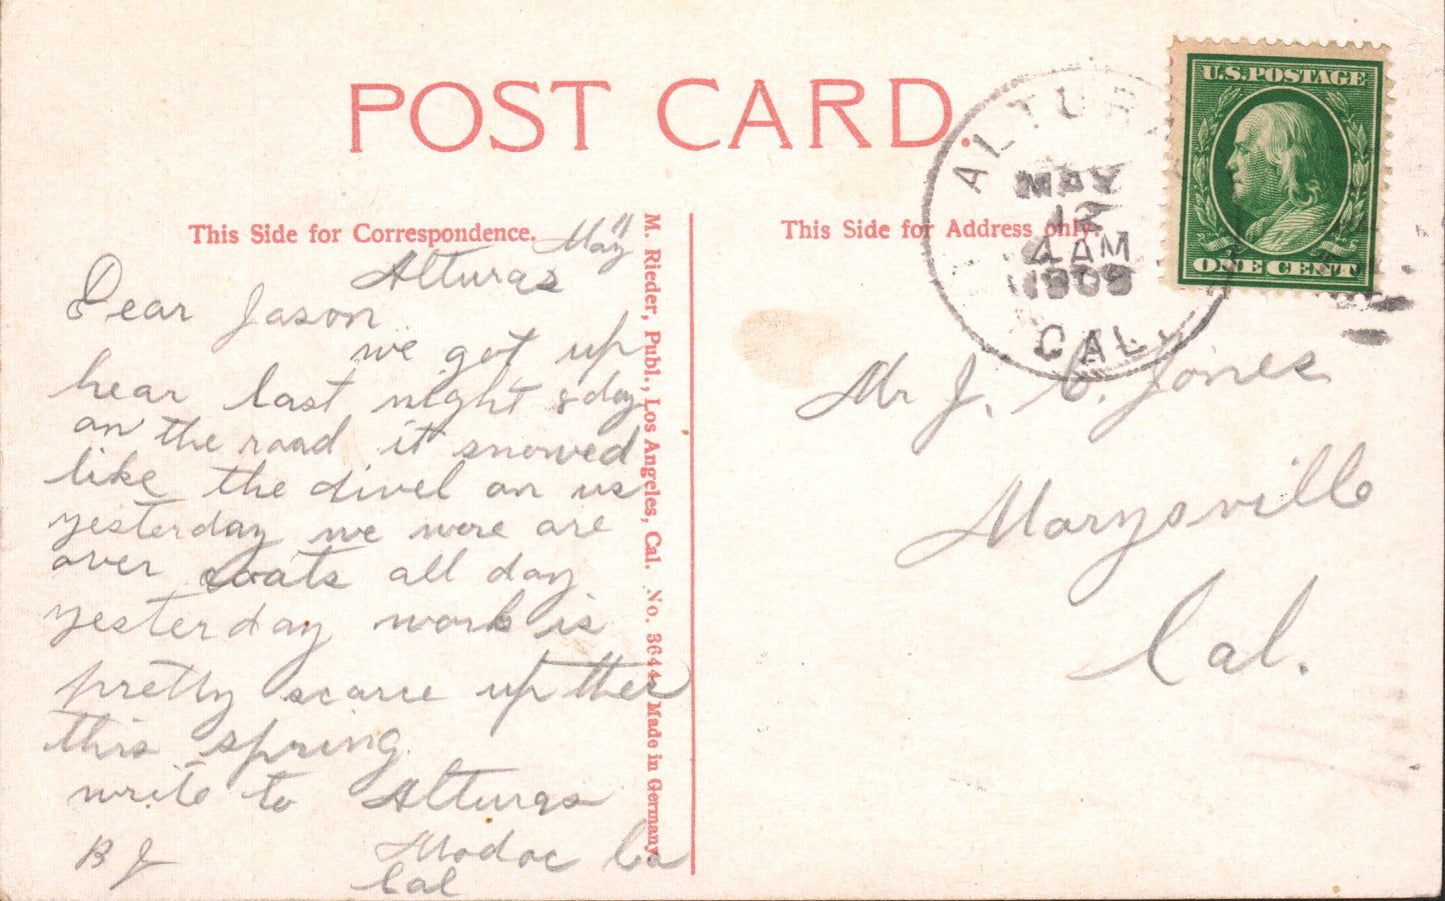 POST CARD.
This Side for Correspondence.
This Side for Address only.
M. Rieder, Publ., Los Angeles, Cal. No. 3644 Made in Germany.
U.S. POSTAGE
ONE CENT
ALTUR
MAY
12
4 AM
1909
CAL.
May 11
Alturas
Dear Jason
we got up
hear last night & day
on the road it snowed
like the divel on us
yesterday we wore are
over coats all day
yesterday work is
pretty scarce up ther
this spring.
write to Alturas
Modoc Co
Cal
B J
Mr J. C. Jones
Marysville
Cal.